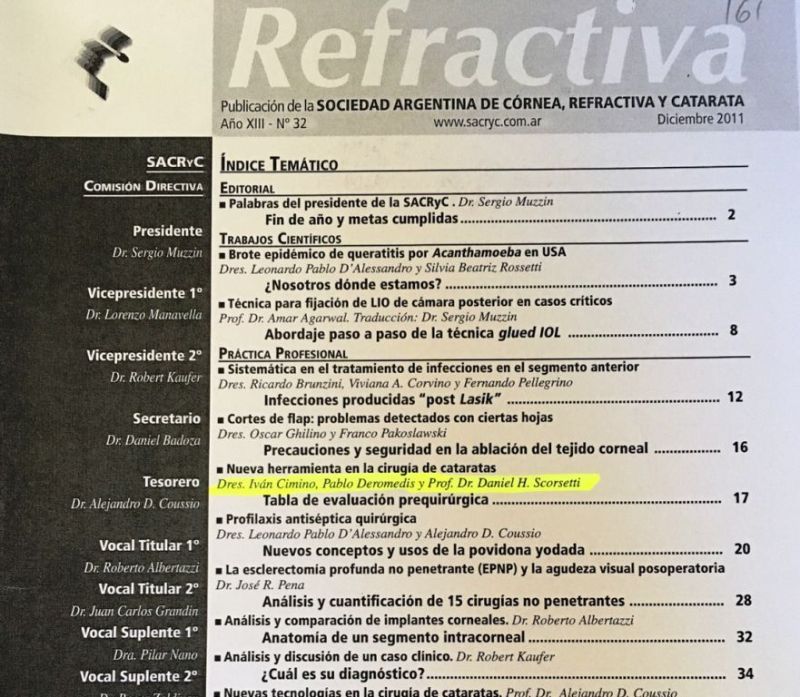 161
Refractiva
Publicación de la SOCIEDAD ARGENTINA DE CÓRNEA, REFRACTIVA Y CATARATA
Año XIII - Nº 32 www.sacryc.com.ar Diciembre 2011
SACRyC
COMISIÓN DIRECTIVA
Presidente
Dr. Sergio Muzzin
Vicepresidente 1º
Dr. Lorenzo Manavella
Vicepresidente 2º
Dr. Robert Kaufer
Secretario
Dr. Daniel Badoza
Tesorero
Dr. Alejandro D. Coussio
Vocal Titular 1º
Dr. Roberto Albertazzi
Vocal Titular 2º
Dr. Juan Carlos Grandin
Vocal Suplente 1º
Dra. Pilar Nano
Vocal Suplente 2º
ÍNDICE TEMÁTICO
EDITORIAL
■ Palabras del presidente de la SACRyC . Dr. Sergio Muzzin
Fin de año y metas cumplidas ........ 2
TRABAJOS CIENTÍFICOS
■ Brote epidémico de queratitis por Acanthamoeba en USA
Dres. Leonardo Pablo D'Alessandro y Silvia Beatriz Rossetti
¿Nosotros dónde estamos? ........ 3
■ Técnica para fijación de LIO de cámara posterior en casos críticos
Prof. Dr. Amar Agarwal. Traducción: Dr. Sergio Muzzin
Abordaje paso a paso de la técnica glued IOL ........ 8
PRÁCTICA PROFESIONAL
■ Sistemática en el tratamiento de infecciones en el segmento anterior
Dres. Ricardo Brunzini, Viviana A. Corvino y Fernando Pellegrino
Infecciones producidas "post Lasik" ........ 12
■ Cortes de flap: problemas detectados con ciertas hojas
Dres. Oscar Ghilino y Franco Pakoslawski
Precauciones y seguridad en la ablación del tejido corneal ........ 16
■ Nueva herramienta en la cirugía de cataratas
Dres. Iván Cimino, Pablo Deromedis y Prof. Dr. Daniel H. Scorsetti
Tabla de evaluación prequirúrgica ........ 17
■ Profilaxis antiséptica quirúrgica
Dres. Leonardo Pablo D'Alessandro y Alejandro D. Coussio
Nuevos conceptos y usos de la povidona yodada ........ 20
■ La esclerectomía profunda no penetrante (EPNP) y la agudeza visual posoperatoria
Dr. José R. Pena
Análisis y cuantificación de 15 cirugías no penetrantes ........ 28
■ Análisis y comparación de implantes corneales. Dr. Roberto Albertazzi
Anatomía de un segmento intracorneal ........ 32
■ Análisis y discusión de un caso clínico. Dr. Robert Kaufer
¿Cuál es su diagnóstico? ........ 34
■ Nuevas tecnologías en la cirugía de cataratas. Prof. Dr. Alejandro D. Coussio